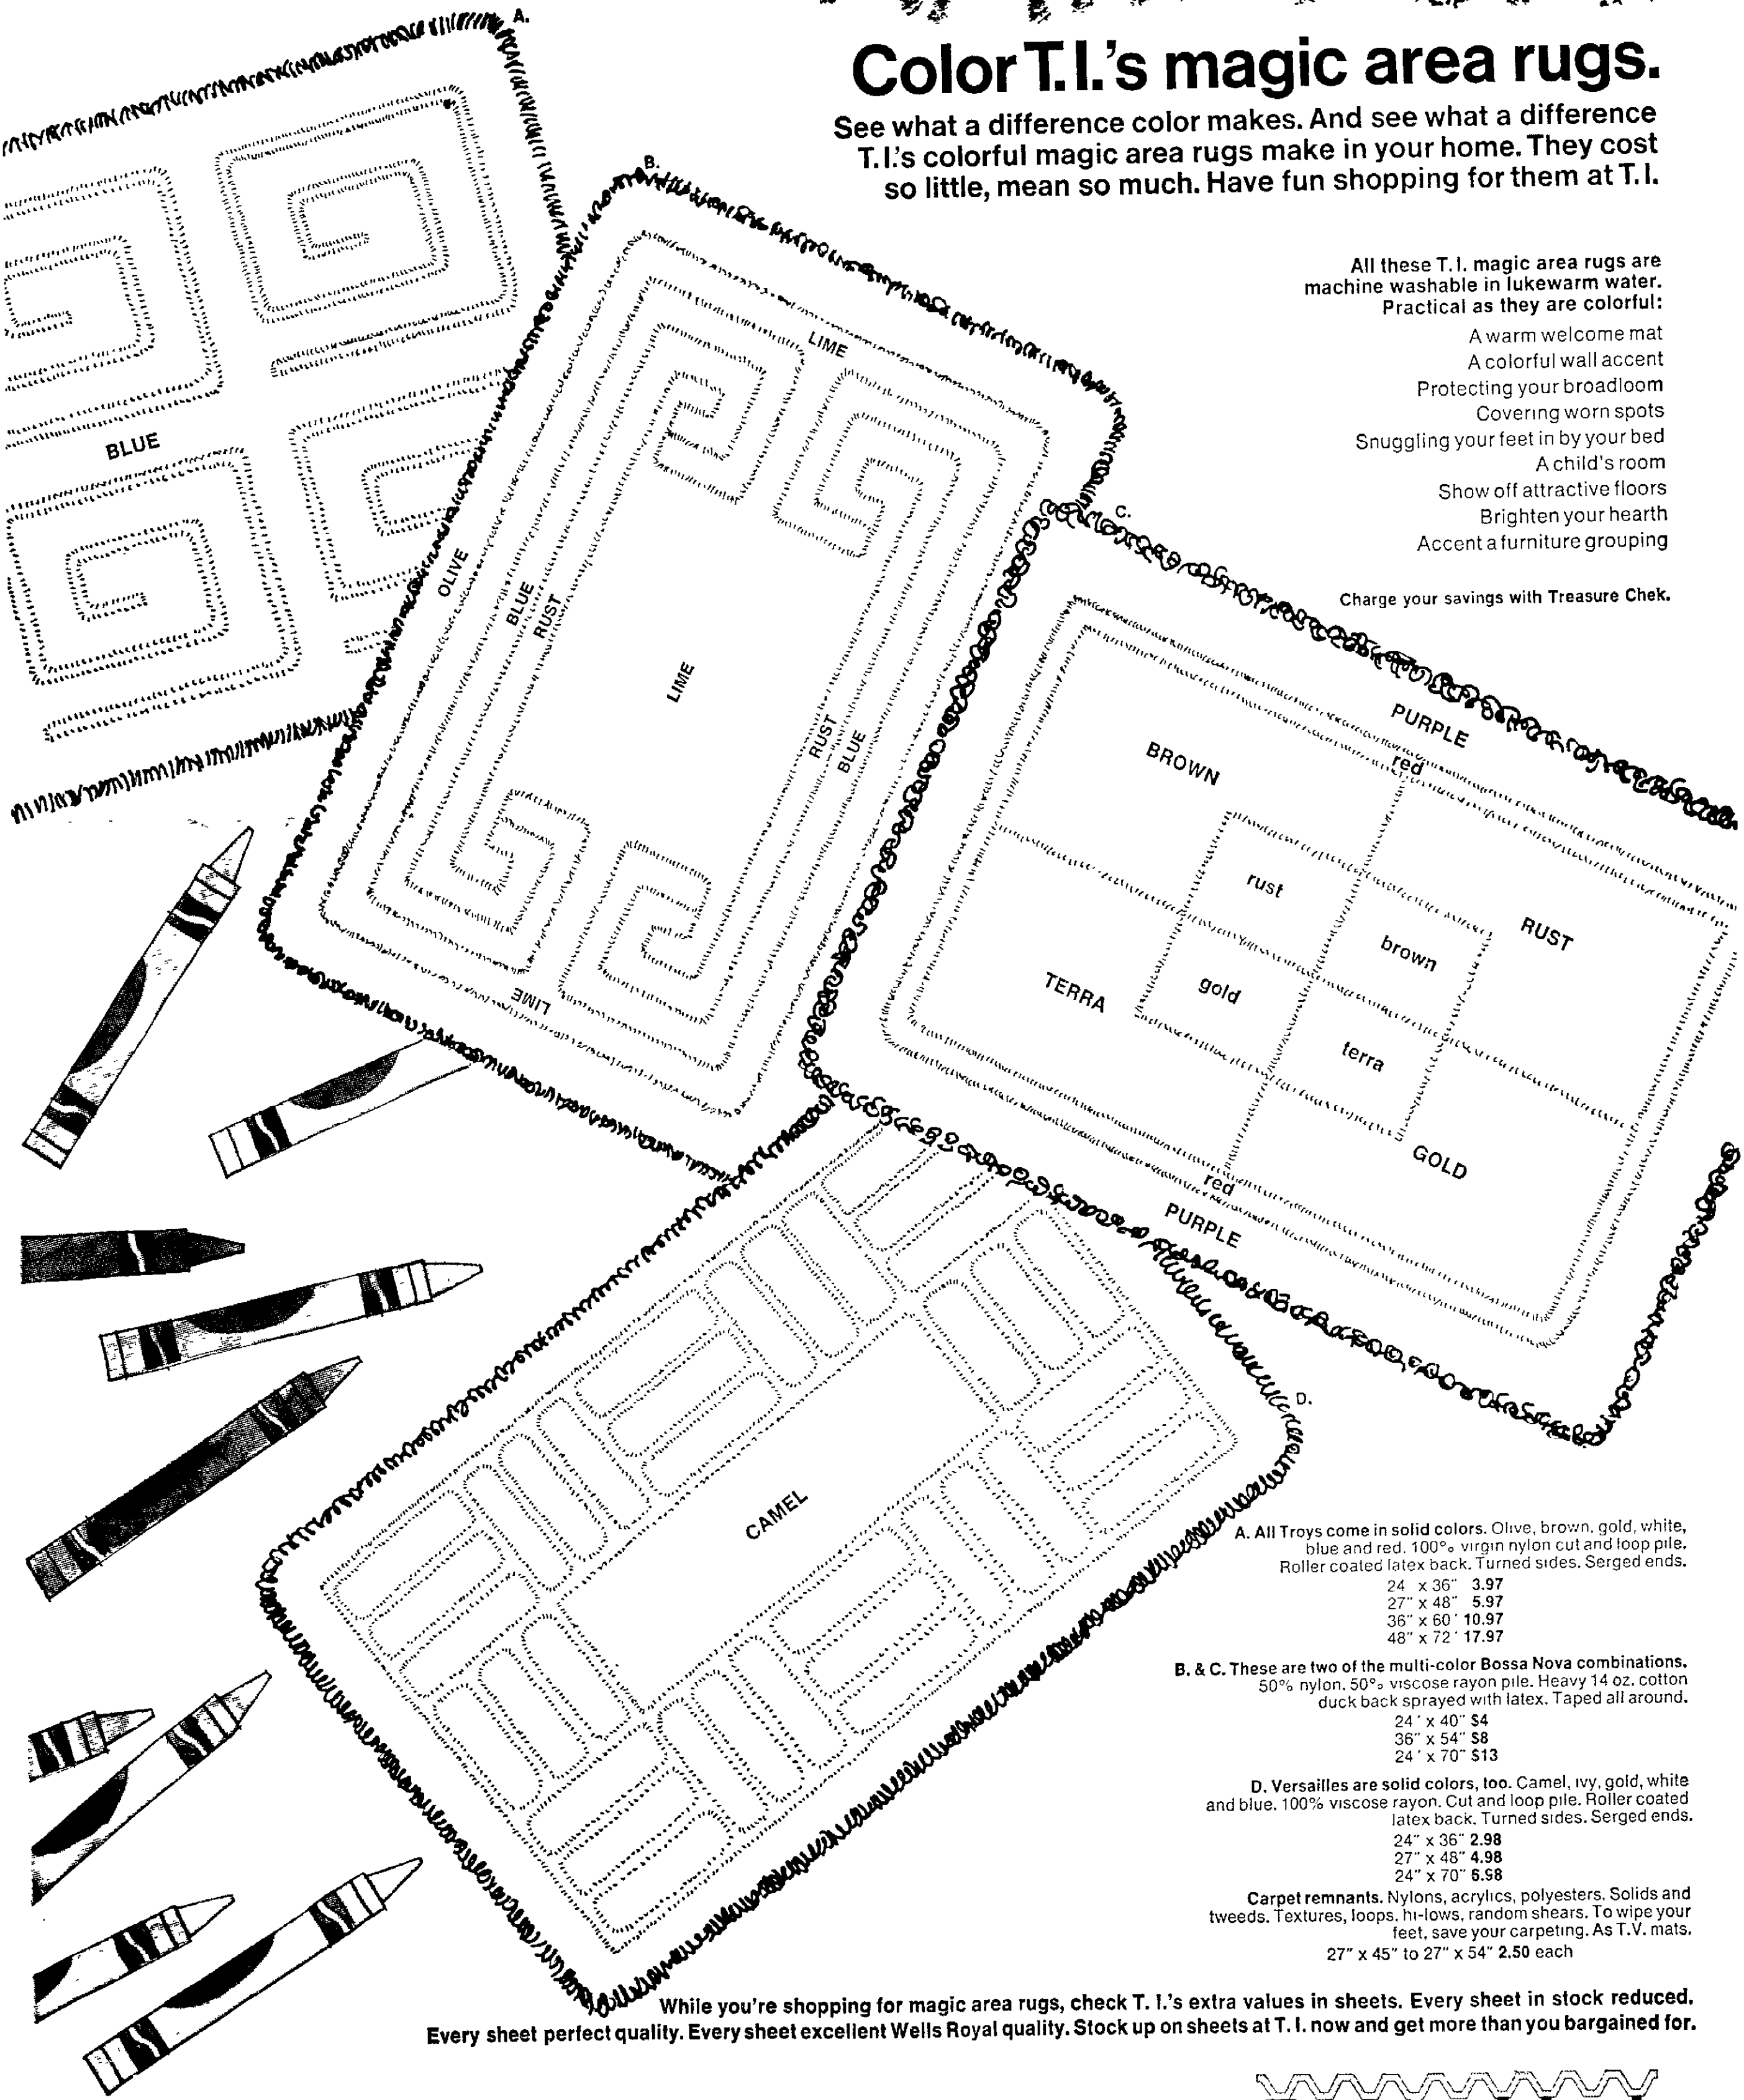 Color T.I.'s magic area rugs.
See what a difference color makes. And see what a difference
T.I.'s colorful magic area rugs make in your home. They cost
so little, mean so much. Have fun shopping for them at T.I.
All these T.I. magic area rugs are
machine washable in lukewarm water.
Practical as they are colorful:
A warm welcome mat
A colorful wall accent
Protecting your broadloom
Covering worn spots
Snuggling your feet in by your bed
A child's room
Show off attractive floors
Brighten your hearth
Accent a furniture grouping
Charge your savings with Treasure Chek.
A.
BLUE
B.
LIME
OLIVE
BLUE
RUST
LIME
RUST
BLUE
LIME
C.
PURPLE
red
BROWN
rust
RUST
brown
TERRA
gold
terra
GOLD
red
PURPLE
D.
CAMEL
A. All Troys come in solid colors. Olive, brown, gold, white,
blue and red. 100% virgin nylon cut and loop pile.
Roller coated latex back. Turned sides. Serged ends.
24 x 36" 3.97
27" x 48" 5.97
36" x 60' 10.97
48" x 72' 17.97
B. & C. These are two of the multi-color Bossa Nova combinations.
50% nylon. 50% viscose rayon pile. Heavy 14 oz. cotton
duck back sprayed with latex. Taped all around.
24' x 40" $4
36" x 54" $8
24' x 70" $13
D. Versailles are solid colors, too. Camel, ivy, gold, white
and blue. 100% viscose rayon. Cut and loop pile. Roller coated
latex back. Turned sides. Serged ends.
24" x 36" 2.98
27" x 48" 4.98
24" x 70"
Carpet remnants. Nylons, acrylics, polyesters. Solids and
tweeds. Textures, loops, hi-lows, random shears. To wipe your
feet, save your carpeting. As T.V. mats.
27" x 45" to 27" x 54" 2.50 each
While you're shopping for magic area rugs, check T. I.'s extra values in sheets. Every sheet in stock reduced.
Every sheet perfect quality. Every sheet excellent Wells Royal quality. Stock up on sheets at T. I. now and get more than you bargained for.